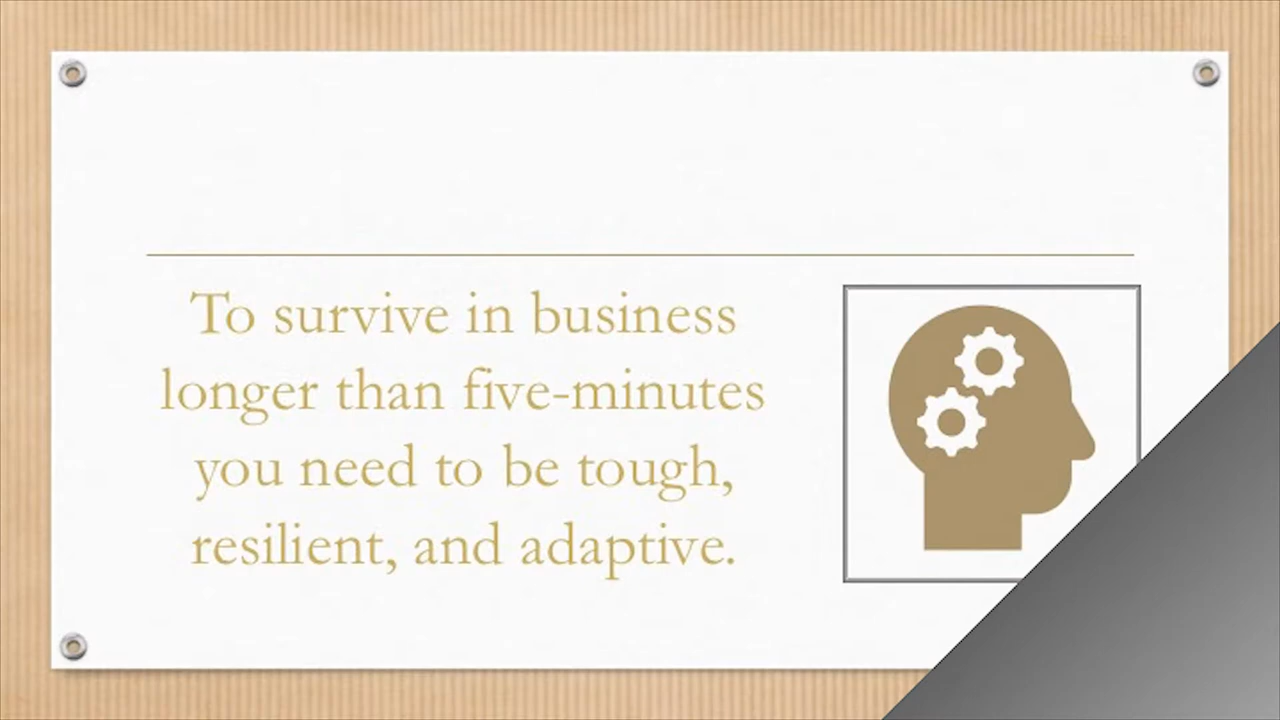 To survive in business
longer than five-minutes
you need to be tough,
resilient, and adaptive.